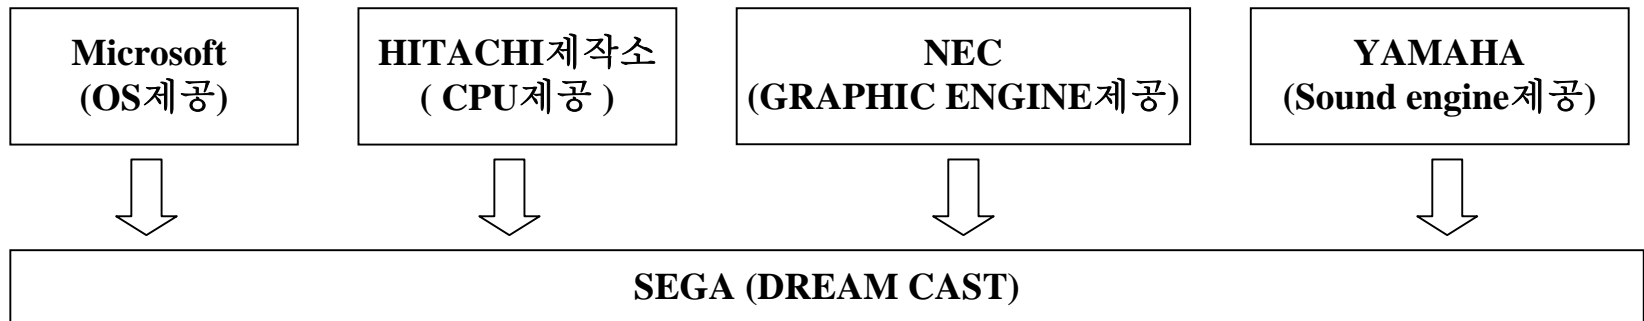 Microsoft
(OS제공)
HITACHI제작소
( CPU제공 )
NEC
(GRAPHIC ENGINE제공)
YAMAHA
(Sound engine제공)
SEGA (DREAM CAST)